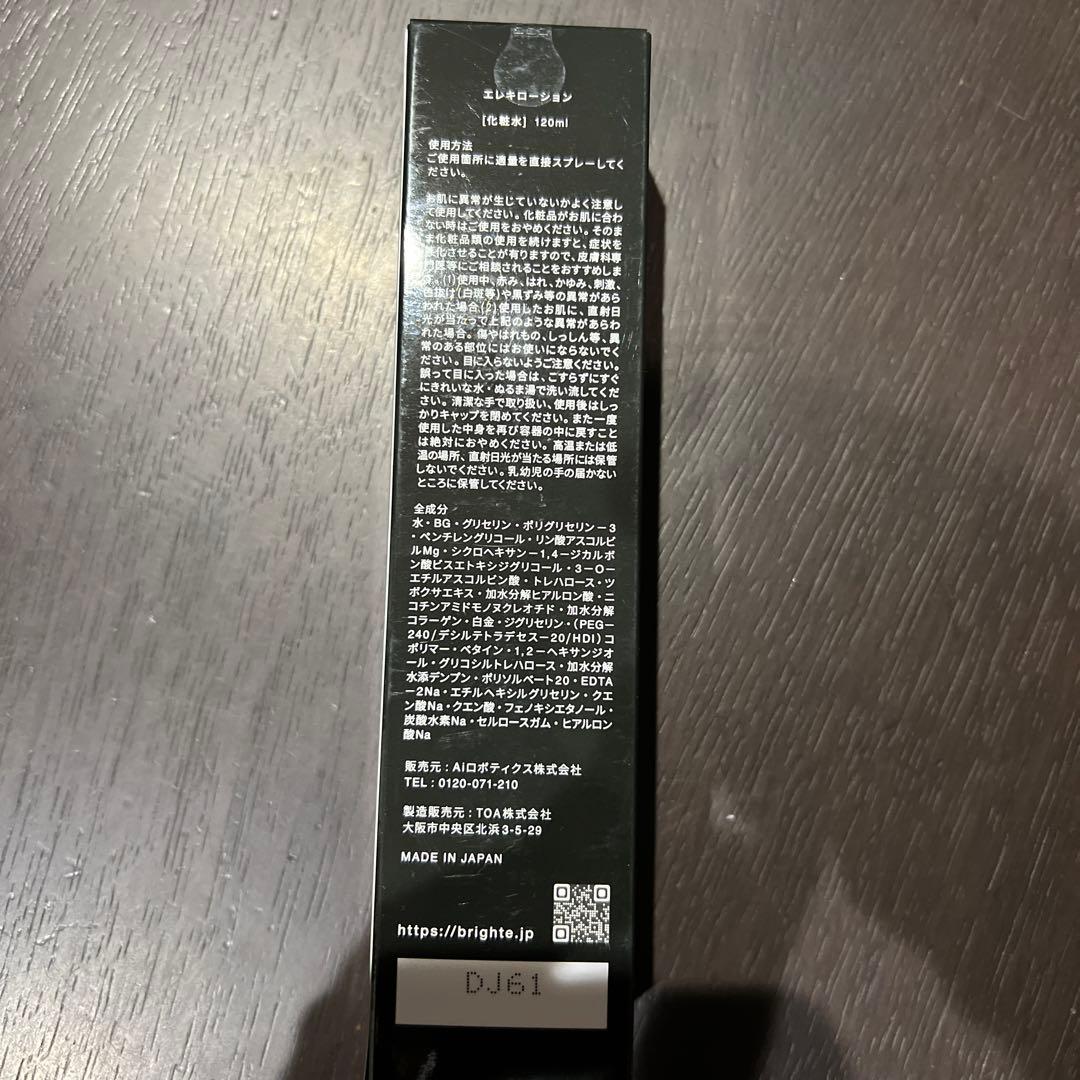 エレキローション
[化粧水] 120ml
使用方法
ご使用箇所に適量を直接スプレーしてく
ださい。
お肌に異常が生じていないかよく注意し
て使用してください。化粧品がお肌に合わ
ない時はご使用をおやめください。そのま
ま化粧品類の使用を続けますと、症状を
悪化させることが有りますので、皮膚科専
門医等にご相談されることをおすすめしま
す。(1)使用中、赤み、はれ、かゆみ、刺激、
色抜け(白斑等)や黒ずみ等の異常があら
われた場合(2)使用したお肌に、直射日
光が当たって上記のような異常があらわ
れた場合。傷やはれもの、しっしん等、異
常のある部位にはお使いにならないでく
ださい。目に入らないようご注意ください。
誤って目に入った場合は、こすらずにすぐ
にきれいな水・ぬるま湯で洗い流してくだ
さい。清潔な手で取り扱い、使用後はしっ
かりキャップを閉めてください。また一度
使用した中身を再び容器の中に戻すこと
は絶対におやめください。高温または低
温の場所、直射日光が当たる場所には保管
しないでください。乳幼児の手の届かない
ところに保管してください。
全成分
水・BG・グリセリン・ポリグリセリン-3
・ペンチレングリコール・リン酸アスコルビ
ルMg・シクロヘキサン-1,4-ジカルボ
ン酸ビスエトキシジグリコール・3-O-
エチルアスコルビン酸・トレハロース・ツ
ボクサエキス・加水分解ヒアルロン酸・ニ
コチンアミドモノヌクレオチド・加水分解
コラーゲン・白金・ジグリセリン・(PEG-
240/デシルテトラデセス-20/HDI)コ
ポリマー・ベタイン・1,2-ヘキサンジオ
ール・グリコシルトレハロース・加水分解
水添デンプン・ポリソルベート20・EDTA
-2Na・エチルヘキシルグリセリン・クエ
ン酸Na・クエン酸・フェノキシエタノール・
炭酸水素Na・セルロースガム・ヒアルロン
酸Na
販売元：Aiロボティクス株式会社
TEL：0120-071-210
製造販売元：TOA株式会社
大阪市中央区北浜3-5-29
MADE IN JAPAN
https://brighte.jp
DJ61